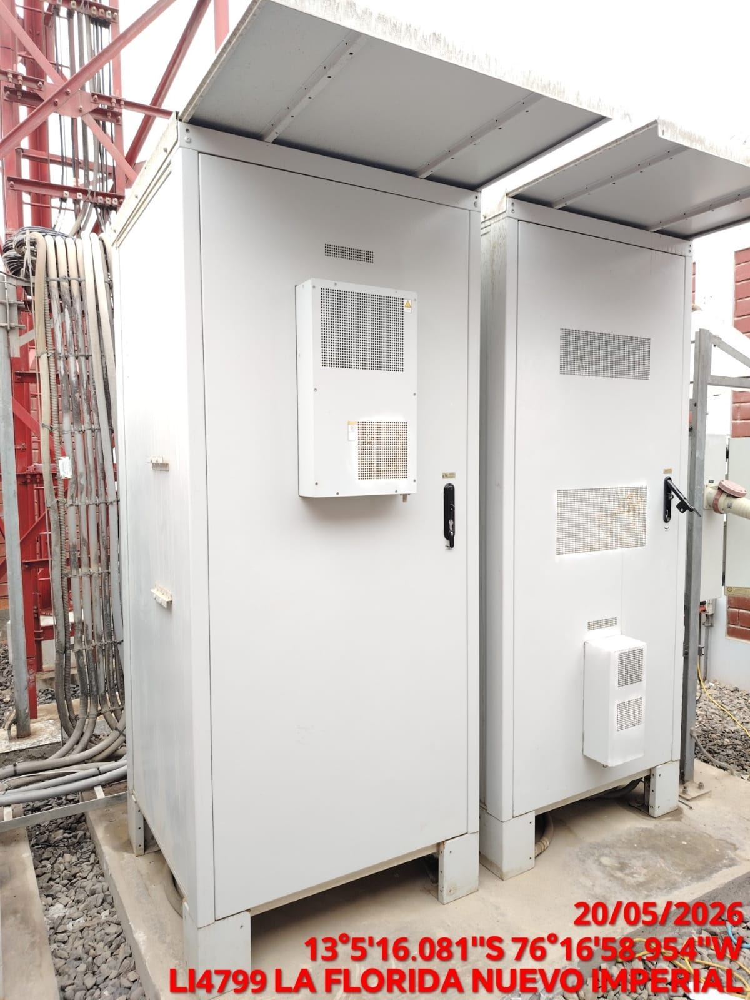 20/05/2026
13°5'16.081"S 76°16'58.954"W
LI4799 LA FLORIDA NUEVO IMPERIAL